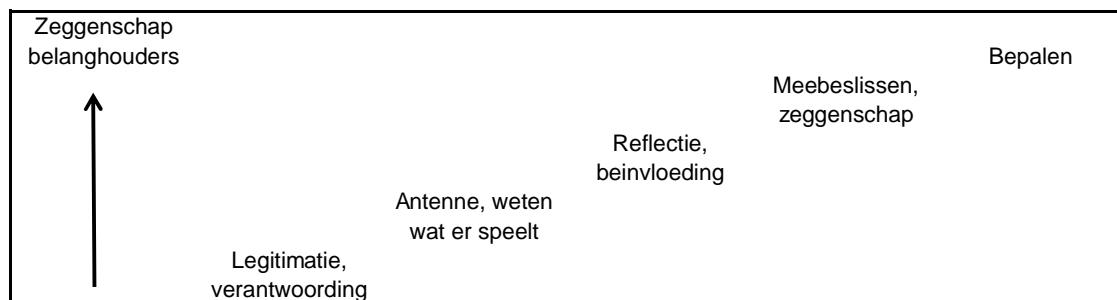 Zeggenschap
belanghouders
Bepalen
Meebeslissen,
zeggenschap
Reflectie,
beinvloeding
Antenne, weten
wat er speelt
Legitimatie,
verantwoording